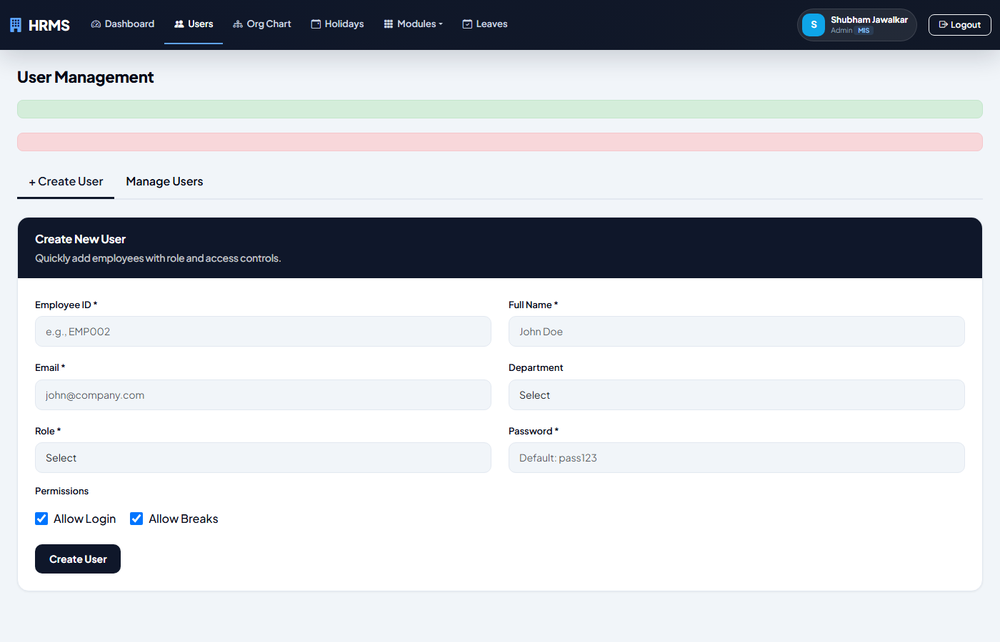 HRMS
Dashboard
Users
Org Chart
Holidays
Modules
Leaves
S
Shubham Jawalkar
Admin MIS
Logout
User Management
+ Create User
Manage Users
Create New User
Quickly add employees with role and access controls.
Employee ID *
Full Name *
e.g., EMP002
John Doe
Email *
Department
john@company.com
Select
Role *
Password *
Select
Default: pass123
Permissions
Allow Login
Allow Breaks
Create User